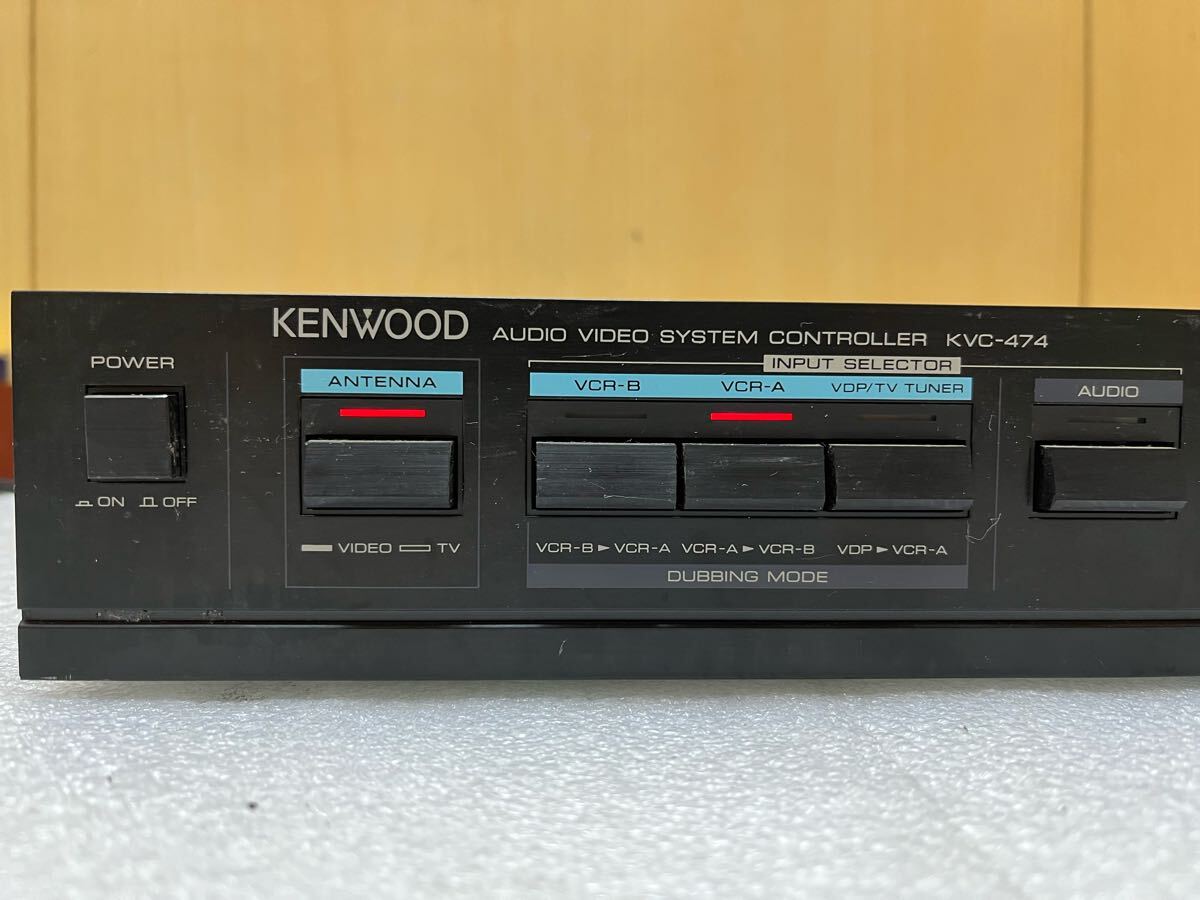 KENWOOD AUDIO VIDEO SYSTEM CONTROLLER KVC-474
POWER
ON OFF
ANTENNA
VIDEO TV
INPUT SELECTOR
VCR-B VCR-A VDP/TV TUNER
VCR-B ► VCR-A VCR-A ► VCR-B VDP ► VCR-A
DUBBING MODE
AUDIO